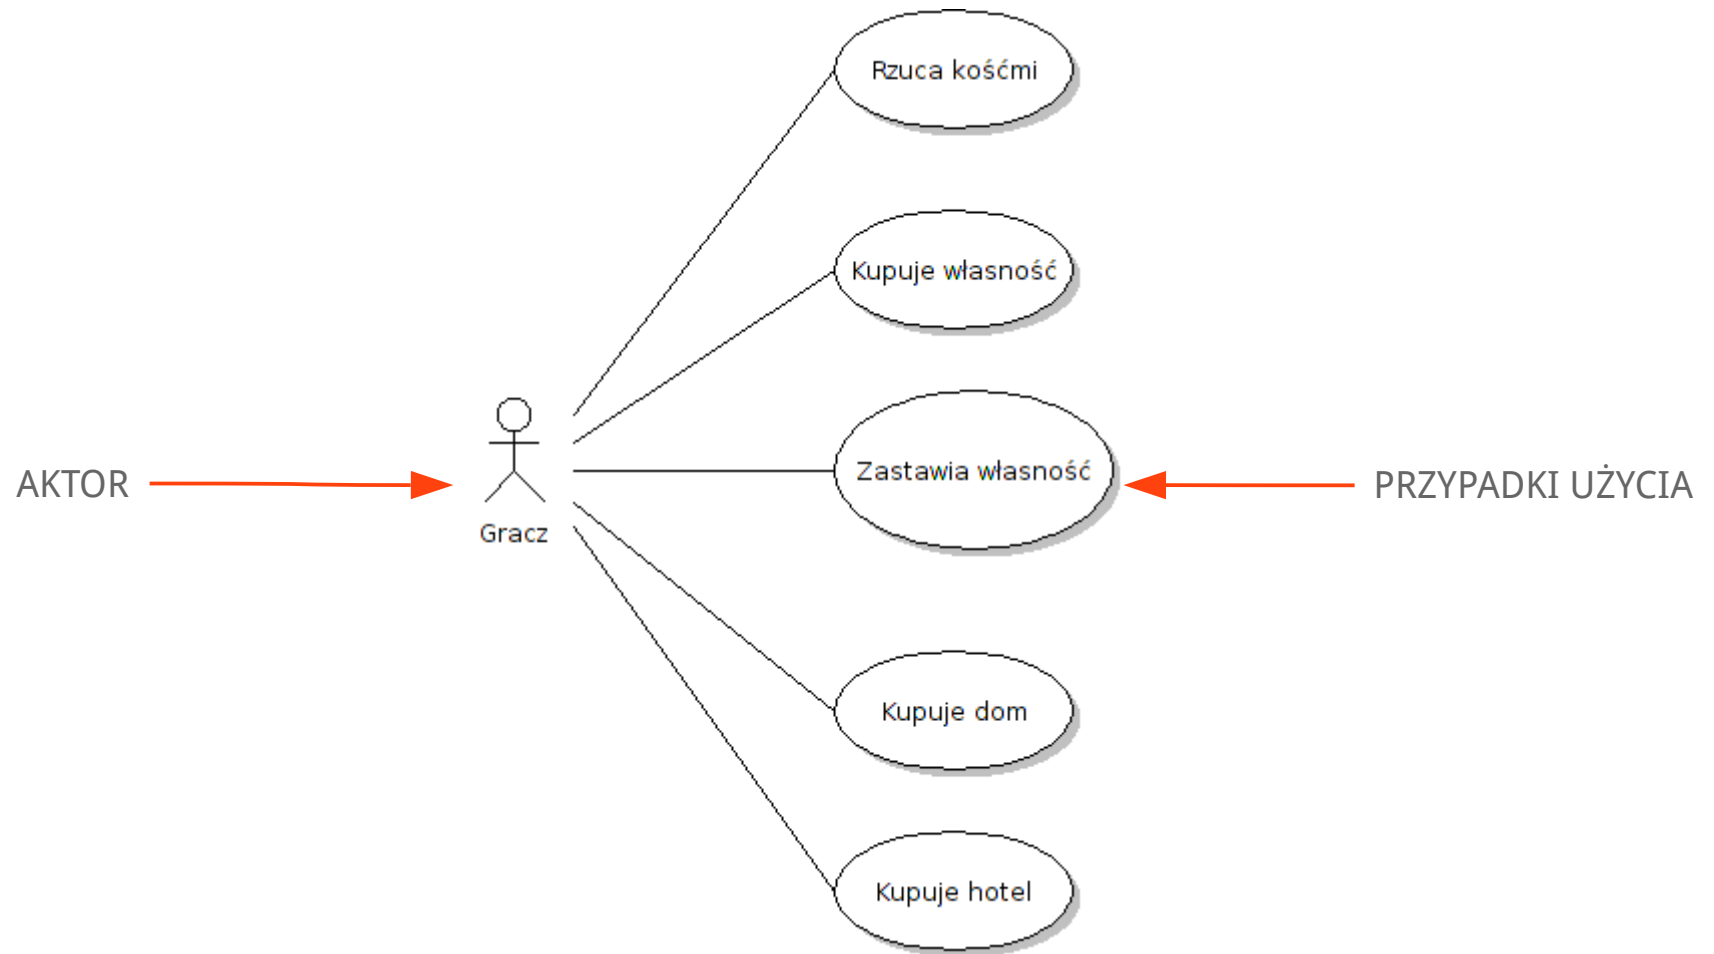 Rzuca kośćmi
Kupuje własność
AKTOR
Zastawia własność
PRZYPADKI UŻYCIA
Gracz
Kupuje dom
Kupuje hotel